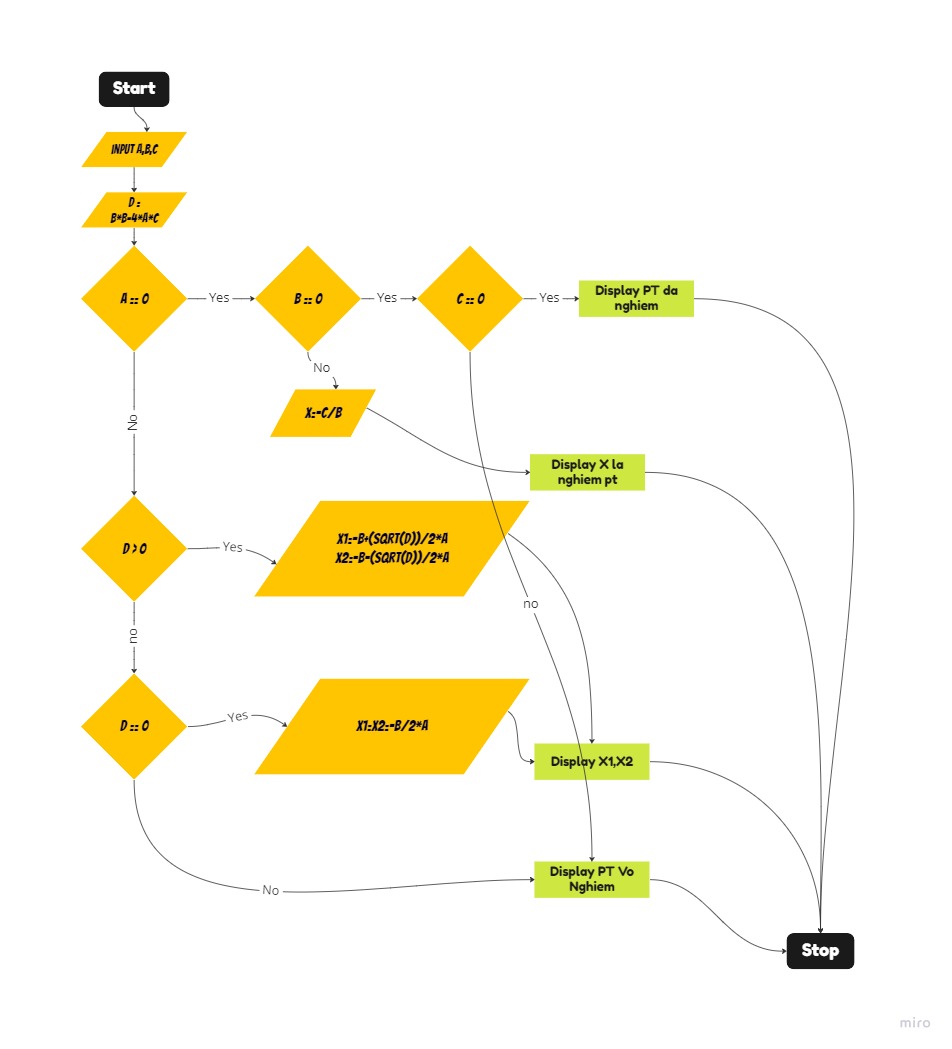 Start
INPUT A,B,C
D =
B*B-4*A*C
A == 0
Yes
B == 0
Yes
C == 0
Yes
Display PT da
nghiem
No
X=-C/B
No
Display X la
nghiem pt
D > 0
Yes
X1=-B+(SQRT(D))/2*A
X2=-B-(SQRT(D))/2*A
no
no
D == 0
Yes
X1=X2=-B/2*A
Display X1,X2
No
Display PT Vo
Nghiem
Stop
miro